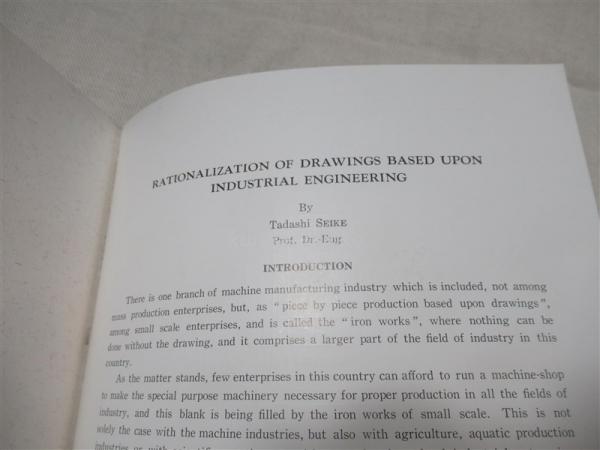 RATIONALIZATION OF DRAWINGS BASED UPON
INDUSTRIAL ENGINEERING
By
Tadashi SEIKE
Prof. Dr.-Eng.
INTRODUCTION
There is one branch of machine manufacturing industry which is included, not among
mass production enterprises, but, as "piece by piece production based upon drawings",
among small scale enterprises, and is called the "iron works", where nothing can be
done without the drawing, and it comprises a larger part of the field of industry in this
country.
As the matter stands, few enterprises in this country can afford to run a machine-shop
to make the special purpose machinery necessary for proper production in all the fields of
industry, and this blank is being filled by the iron works of small scale. This is not
solely the case with the machine industries, but also with agriculture, aquatic production
industries or with